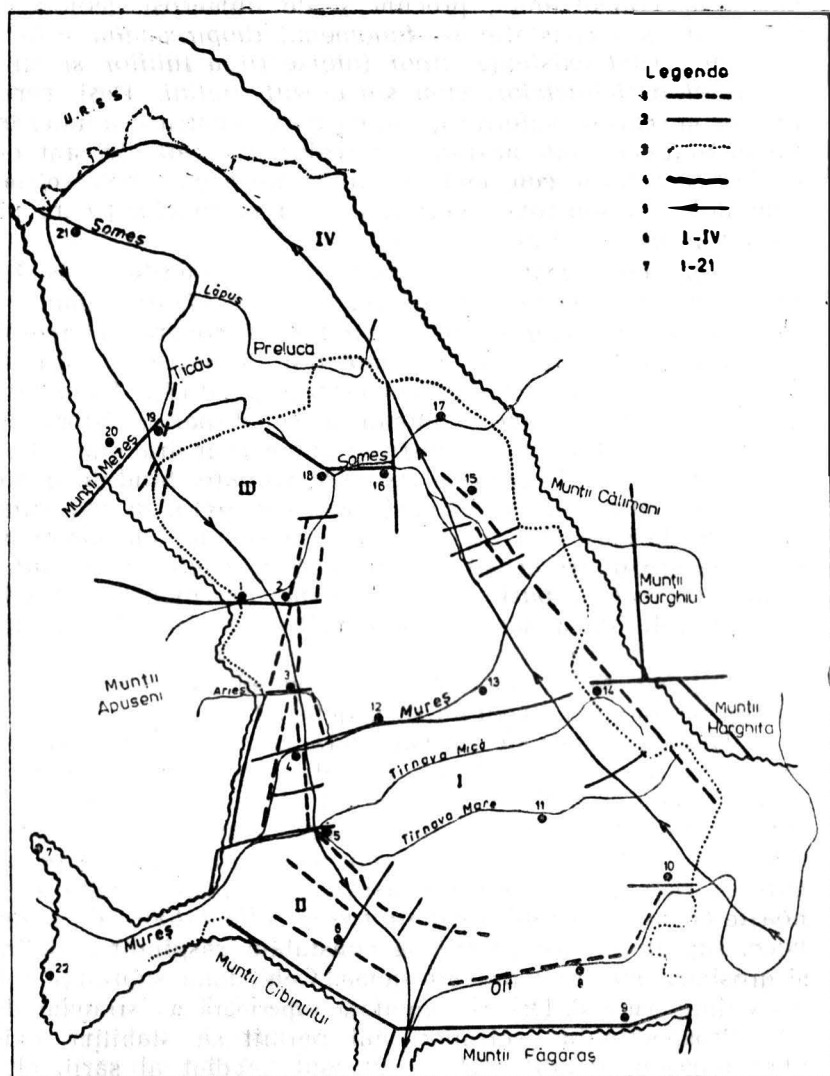 Legenda
1
2
3
4
5
6 I-IV
7 1-21
U.R.S.S
IV
21
Someș
Lăpuș
Preluca
Ticău
19
20
Munții Mezeș
17
III
18
Someș
16
15
Munții Călimani
Munții
Gurghiu
1
2
Munții
Apuseni
Arieș
3
12
Mureș
13
14
Munții
Harghita
4
Tîrnava Mică
I
5
Tîrnava Mare
11
7
10
II
6
Mureș
22
Munții Cibinului
Olt
8
9
Munții Făgăraș